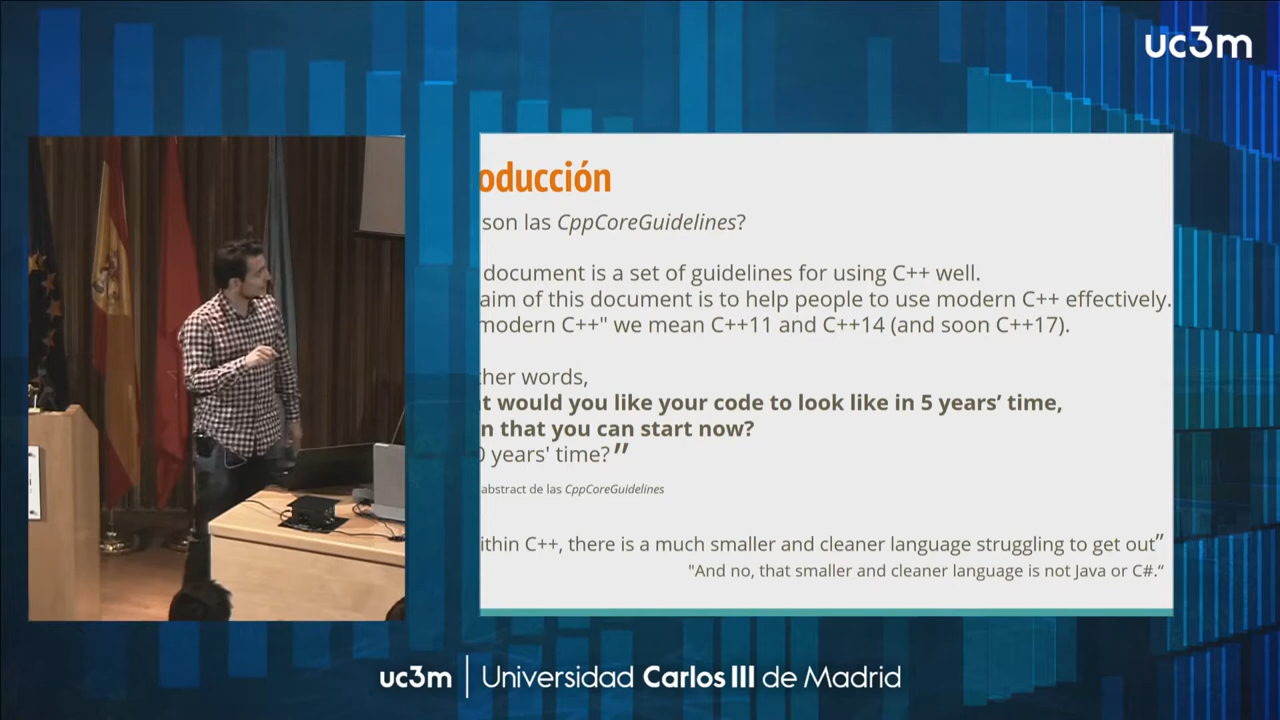 uc3m
oducción
son las CppCoreGuidelines?
document is a set of guidelines for using C++ well.
aim of this document is to help people to use modern C++ effectively.
modern C++" we mean C++11 and C++14 (and soon C++17).
her words,
t would you like your code to look like in 5 years’ time,
n that you can start now?
0 years' time?”
abstract de las CppCoreGuidelines
ithin C++, there is a much smaller and cleaner language struggling to get out”
"And no, that smaller and cleaner language is not Java or C#.“
uc3m | Universidad Carlos III de Madrid